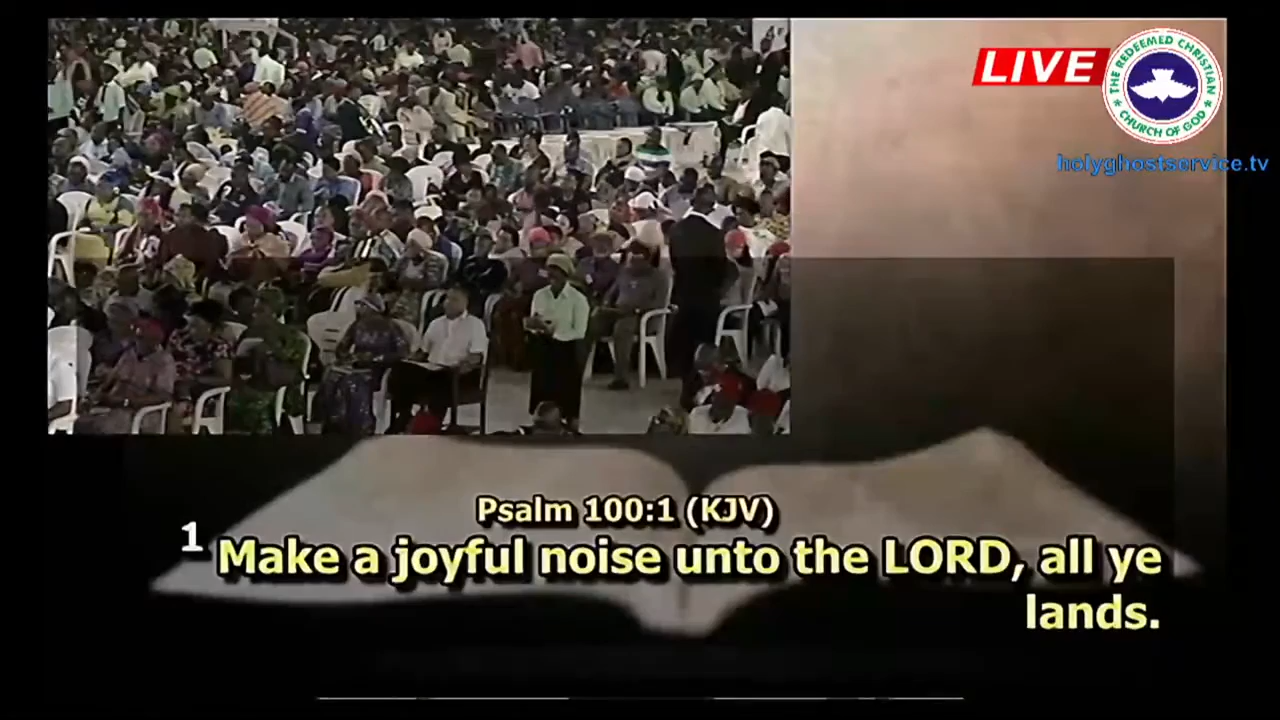 LIVE
THE REDEEMED CHRISTIAN
CHURCH OF GOD
holyghostservice.tv
Psalm 100:1 (KJV)
1 Make a joyful noise unto the LORD, all ye
lands.